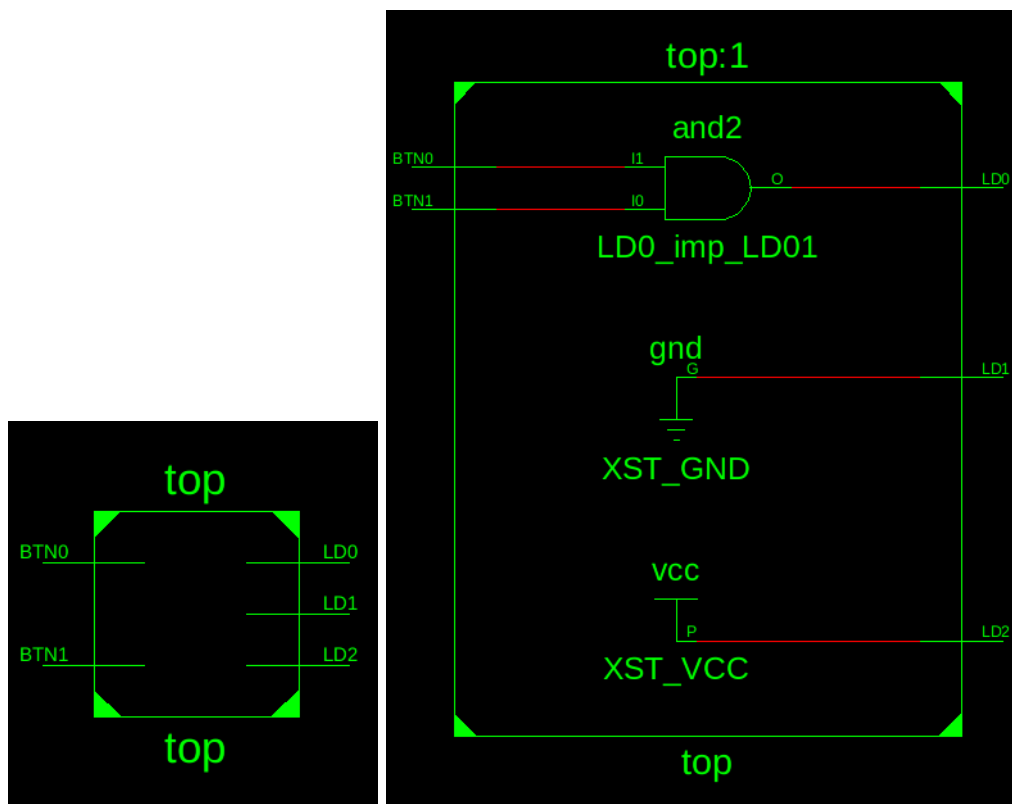 top
BTN0
LD0
LD1
BTN1
LD2
top
top:1
and2
BTN0
I1
O
LD0
BTN1
I0
LD0_imp_LD01
gnd
G
LD1
XST_GND
vcc
P
LD2
XST_VCC
top